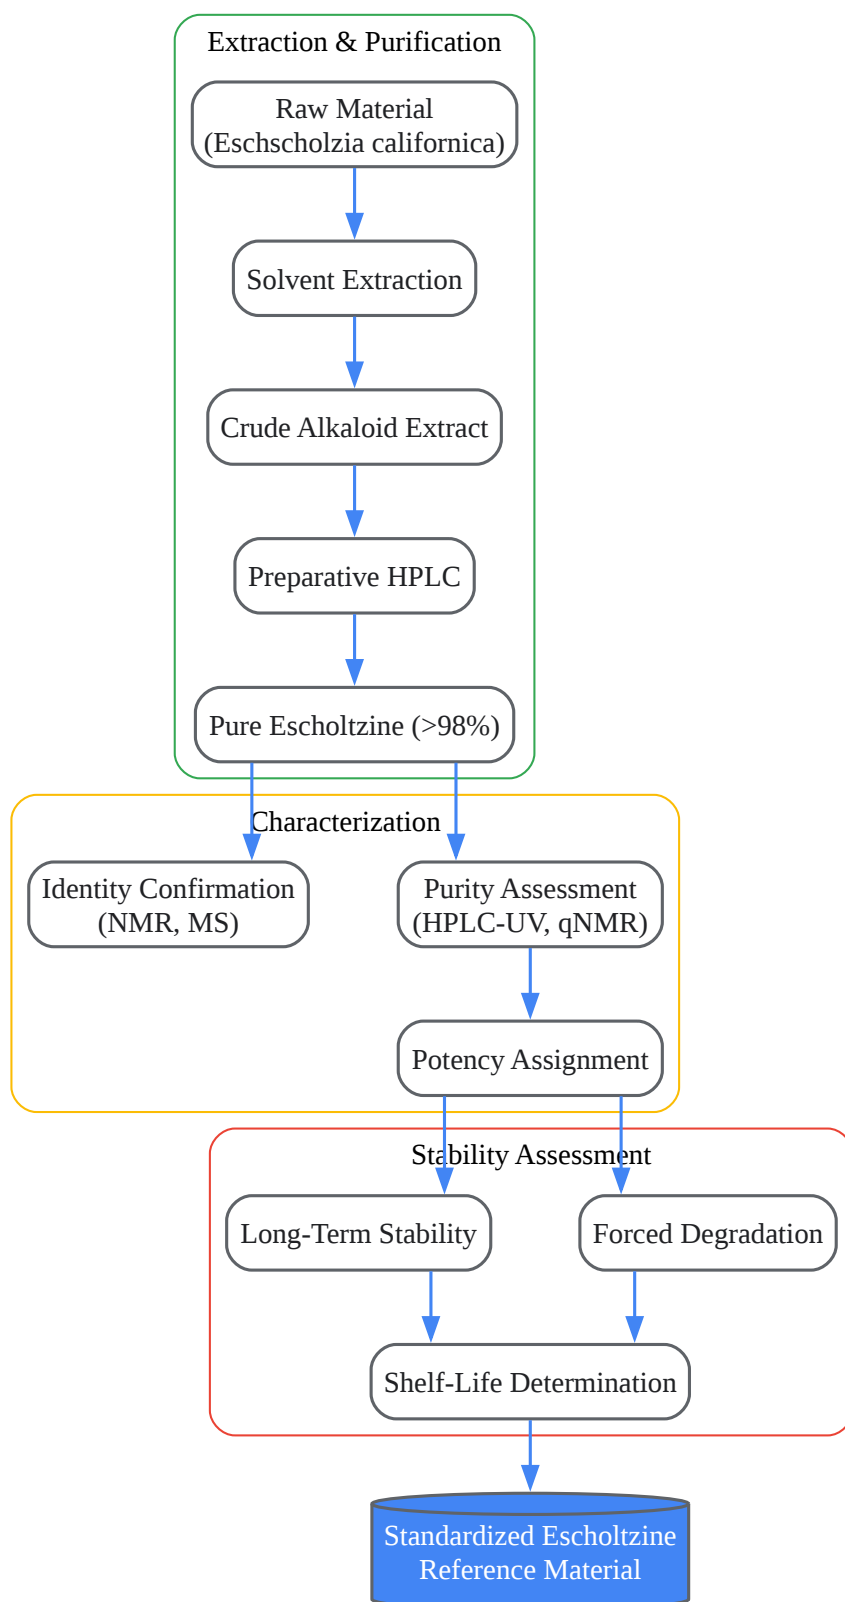 Extraction & Purification
Raw Material
(Eschscholzia californica)
Solvent Extraction
Crude Alkaloid Extract
Preparative HPLC
Pure Escholtzine (>98%)
Characterization
Identity Confirmation
(NMR, MS)
Purity Assessment
(HPLC-UV, qNMR)
Potency Assignment
Stability Assessment
Long-Term Stability
Forced Degradation
Shelf-Life Determination
Standardized Escholtzine
Reference Material